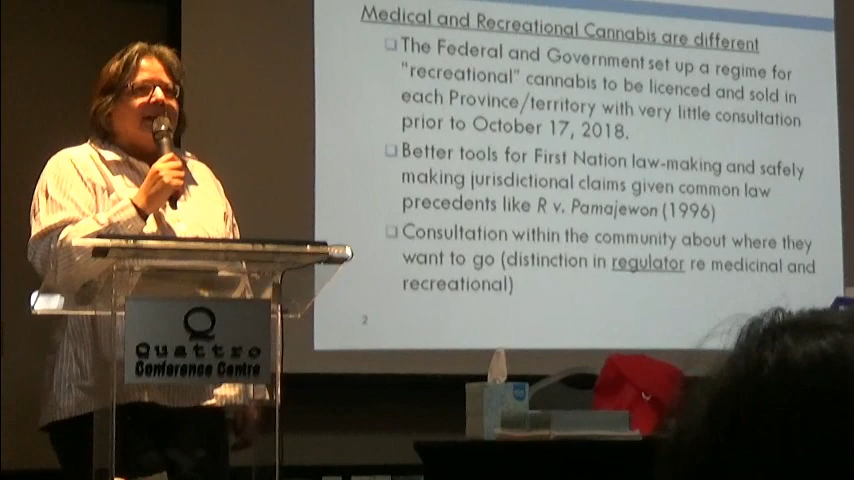 Medical and Recreational Cannabis are different
The Federal and Government set up a regime for
"recreational" cannabis to be licenced and sold in
each Province/territory with very little consultation
prior to October 17, 2018.
Better tools for First Nation law-making and safely
making jurisdictional claims given common law
precedents like R v. Pamajewon (1996)
Consultation within the community about where they
want to go (distinction in regulator re medicinal and
recreational)
2
Q
Quattro
Conference Centre